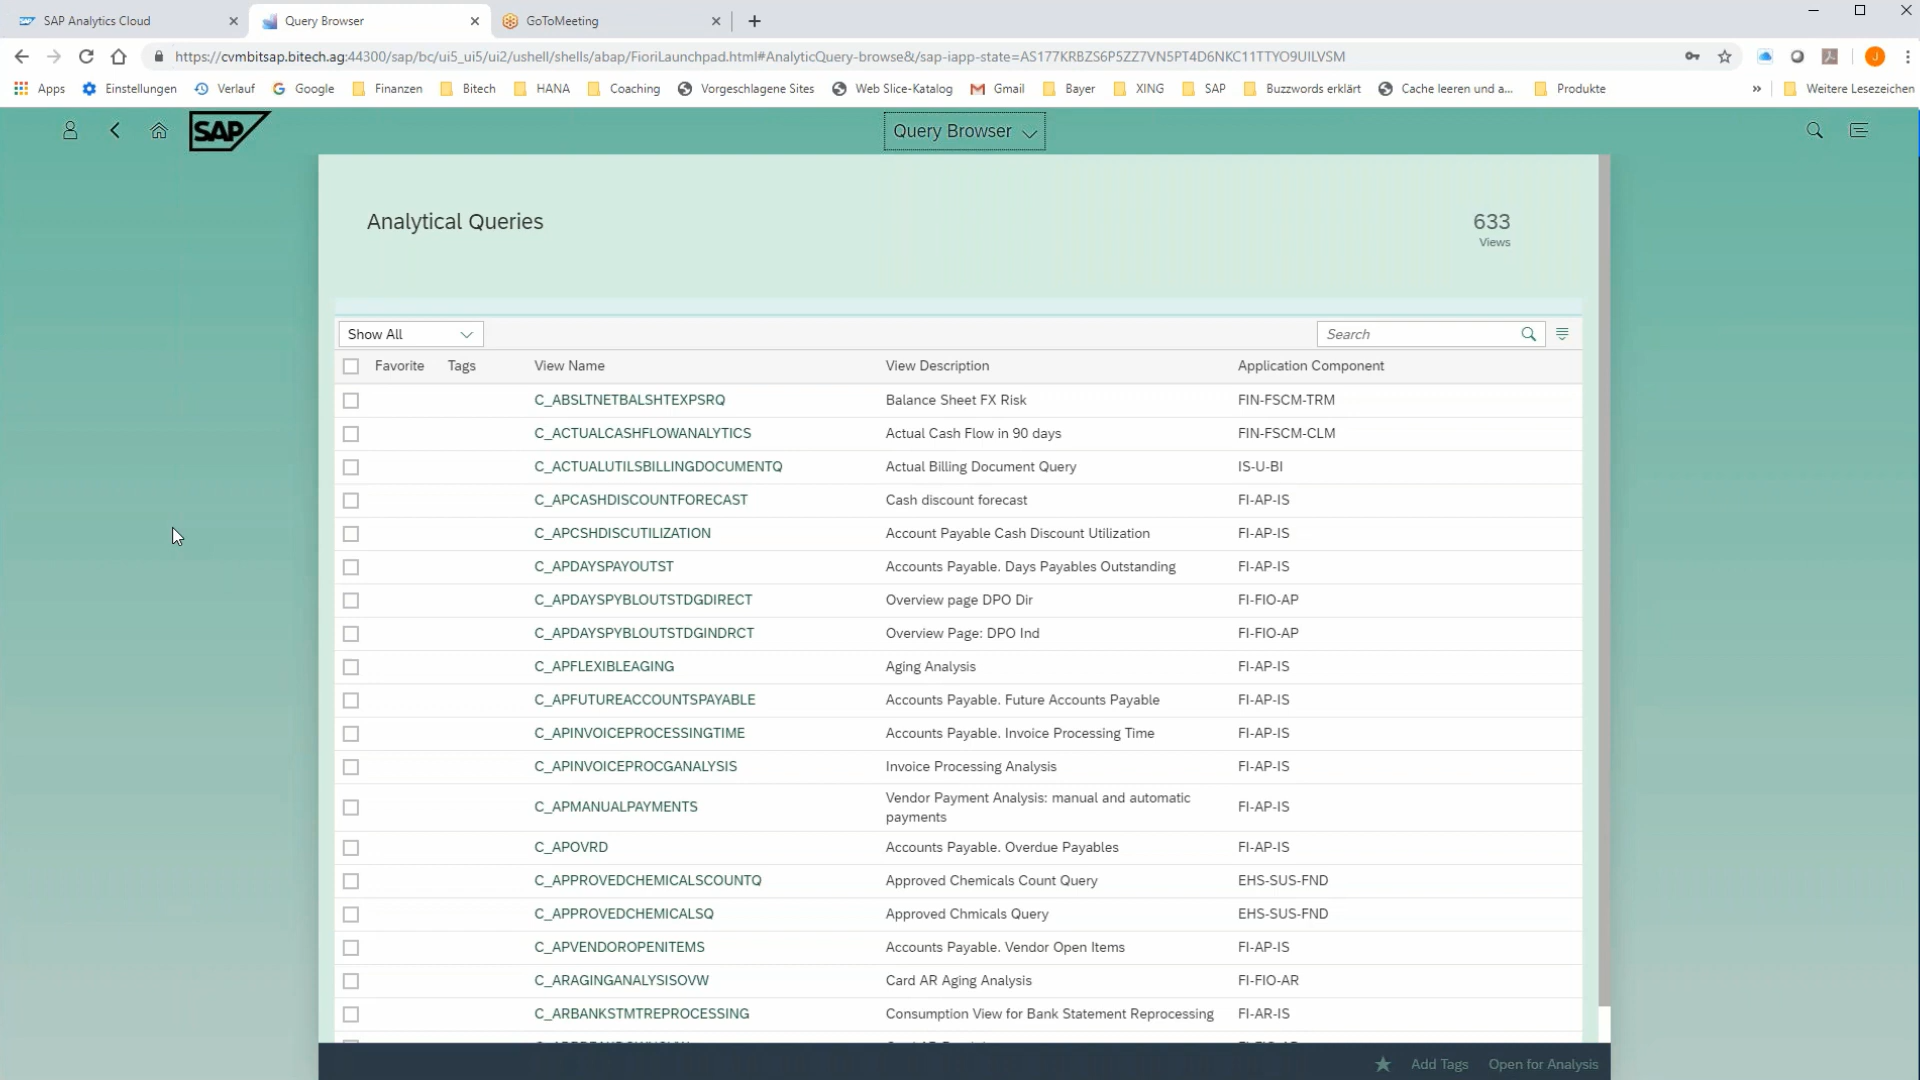 SAP Analytics Cloud
Query Browser
GoToMeeting
https://cvmbitsap.bitech.ag:44300/sap/bc/ui5_ui5/ui2/ushell/shells/abap/FioriLaunchpad.html#AnalyticQuery-browse&/sap-iapp-state=AS177KRBZS6P5ZZ7VN5PT4D6NKC11TTYO9UILVSM
J
Apps Einstellungen Verlauf Google Finanzen Bitech HANA Coaching Vorgeschlagene Sites Web Slice-Katalog Gmail Bayer XING SAP Buzzwords erklärt Cache leeren und a... Produkte » Weitere Lesezeichen
SAP
Query Browser
Analytical Queries
633
Views
Show All
Search
Favorite Tags View Name View Description Application Component
C_ABSLTNETBALSHTEXPSRQ Balance Sheet FX Risk FIN-FSCM-TRM
C_ACTUALCASHFLOWANALYTICS Actual Cash Flow in 90 days FIN-FSCM-CLM
C_ACTUALUTILSBILLINGDOCUMENTQ Actual Billing Document Query IS-U-BI
C_APCASHDISCOUNTFORECAST Cash discount forecast FI-AP-IS
C_APCSHDISCUTILIZATION Account Payable Cash Discount Utilization FI-AP-IS
C_APDAYSPAYOUTST Accounts Payable. Days Payables Outstanding FI-AP-IS
C_APDAYSPYBLOUTSTDGDIRECT Overview page DPO Dir FI-FIO-AP
C_APDAYSPYBLOUTSTDGINDRCT Overview Page: DPO Ind FI-FIO-AP
C_APFLEXIBLEAGING Aging Analysis FI-AP-IS
C_APFUTUREACCOUNTSPAYABLE Accounts Payable. Future Accounts Payable FI-AP-IS
C_APINVOICEPROCESSINGTIME Accounts Payable. Invoice Processing Time FI-AP-IS
C_APINVOICEPROCGANALYSIS Invoice Processing Analysis FI-AP-IS
C_APMANUALPAYMENTS Vendor Payment Analysis: manual and automatic payments FI-AP-IS
C_APOVRD Accounts Payable. Overdue Payables FI-AP-IS
C_APPROVEDCHEMICALSCOUNTQ Approved Chemicals Count Query EHS-SUS-FND
C_APPROVEDCHEMICALSQ Approved Chmicals Query EHS-SUS-FND
C_APVENDOROPENITEMS Accounts Payable. Vendor Open Items FI-AP-IS
C_ARAGINGANALYSISOVW Card AR Aging Analysis FI-FIO-AR
C_ARBANKSTMTREPROCESSING Consumption View for Bank Statement Reprocessing FI-AR-IS
Add Tags Open for Analysis